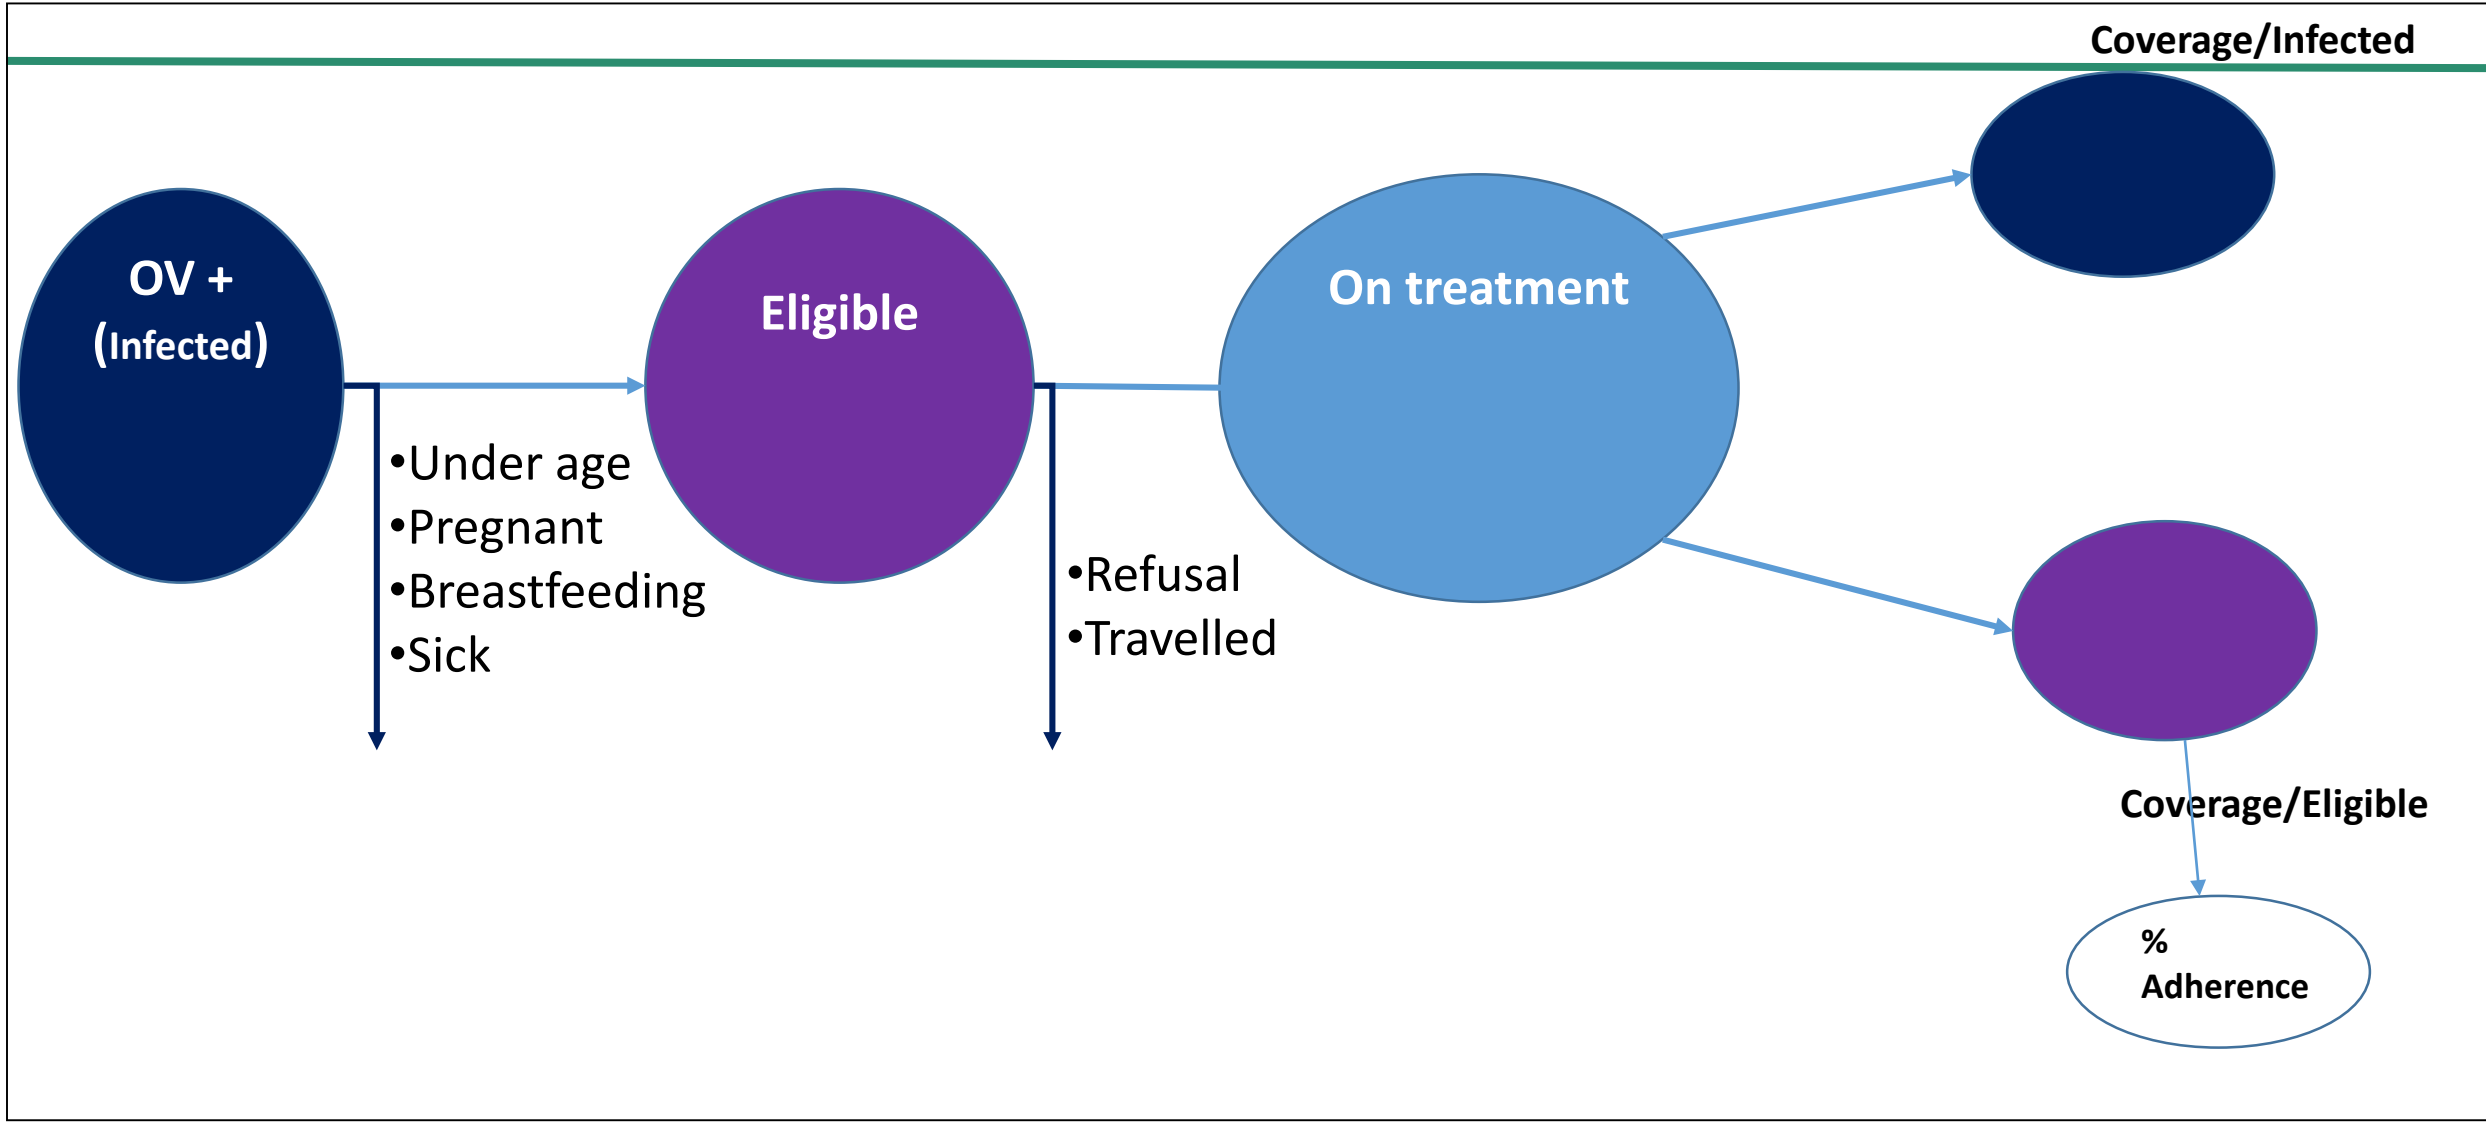 Coverage/Infected
OV +
(Infected)
Eligible
On treatment
•Under age
•Pregnant
•Breastfeeding
•Sick
•Refusal
•Travelled
Coverage/Eligible
%
Adherence